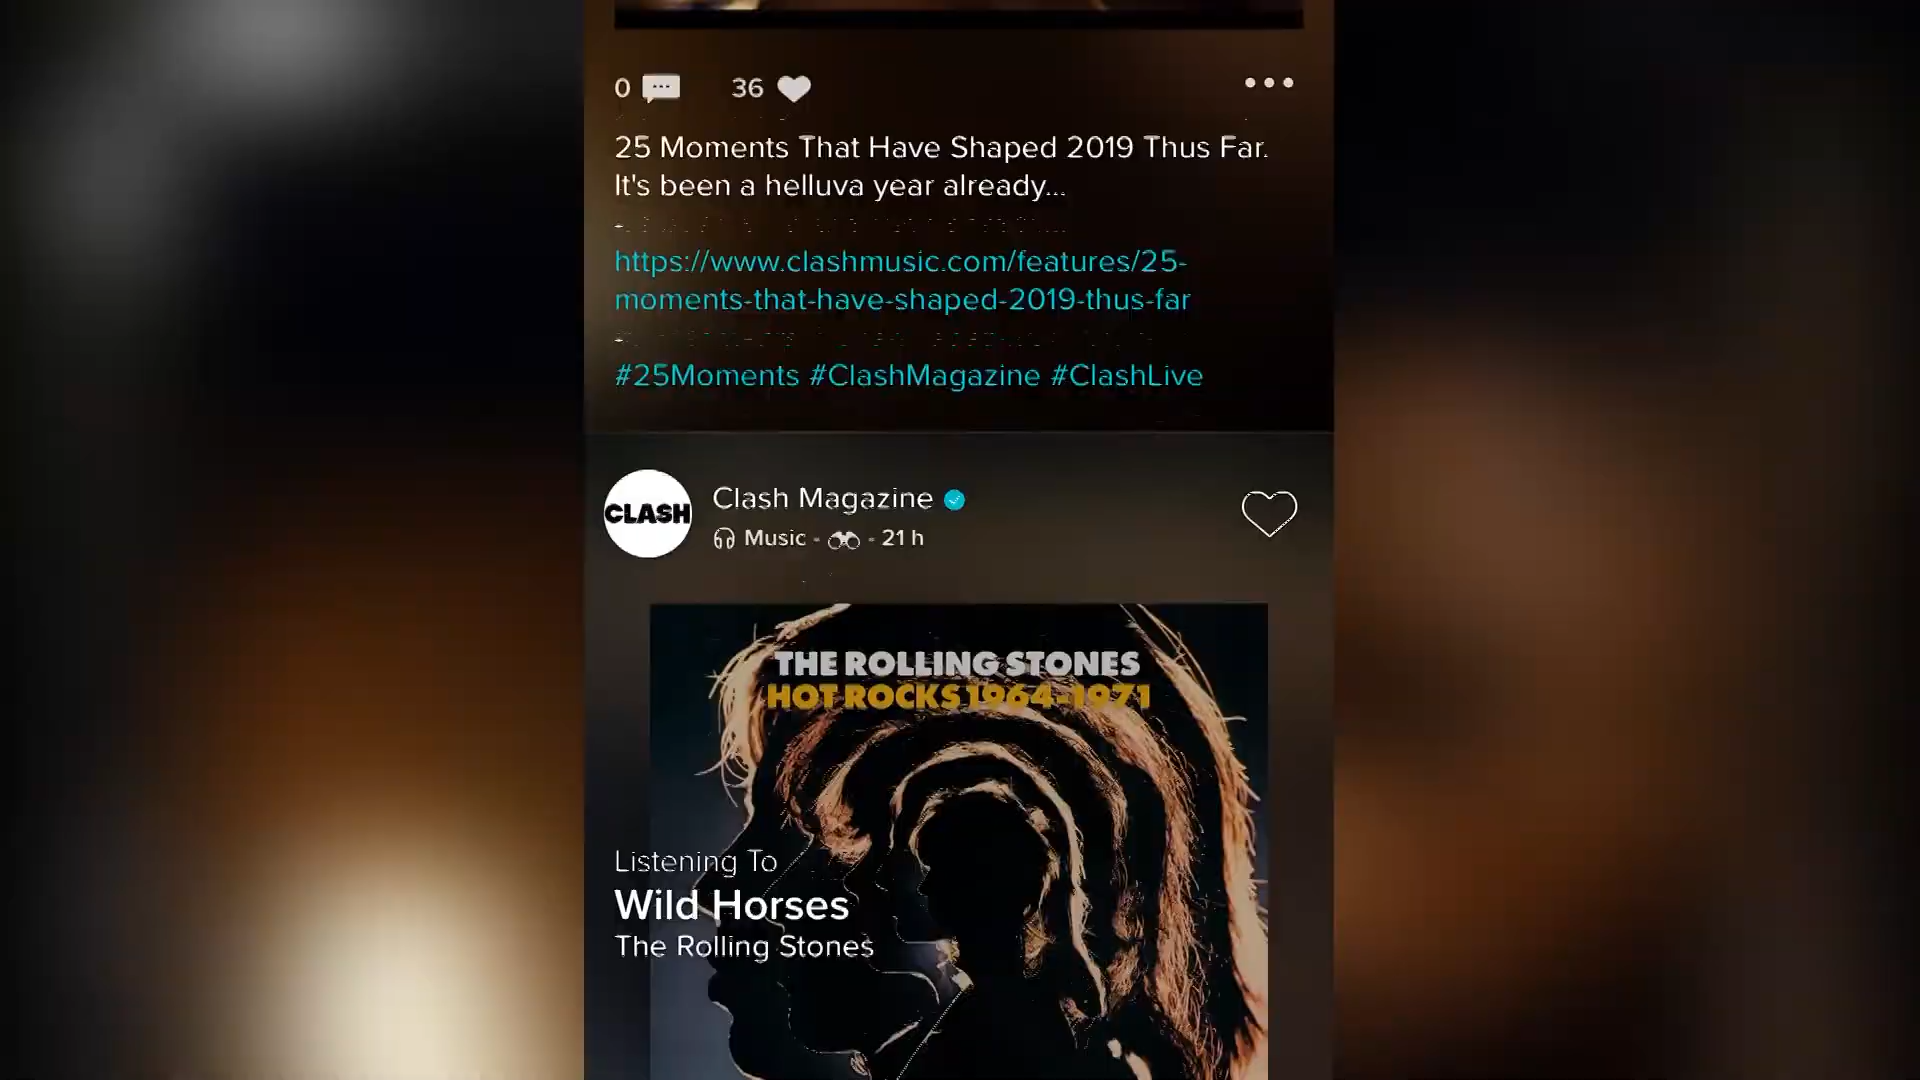 0 36
25 Moments That Have Shaped 2019 Thus Far.
It's been a helluva year already...
https://www.clashmusic.com/features/25-
moments-that-have-shaped-2019-thus-far
#25Moments #ClashMagazine #ClashLive
CLASH
Clash Magazine
Music - - 21 h
THE ROLLING STONES
HOT ROCKS 1964-1971
Listening To
Wild Horses
The Rolling Stones